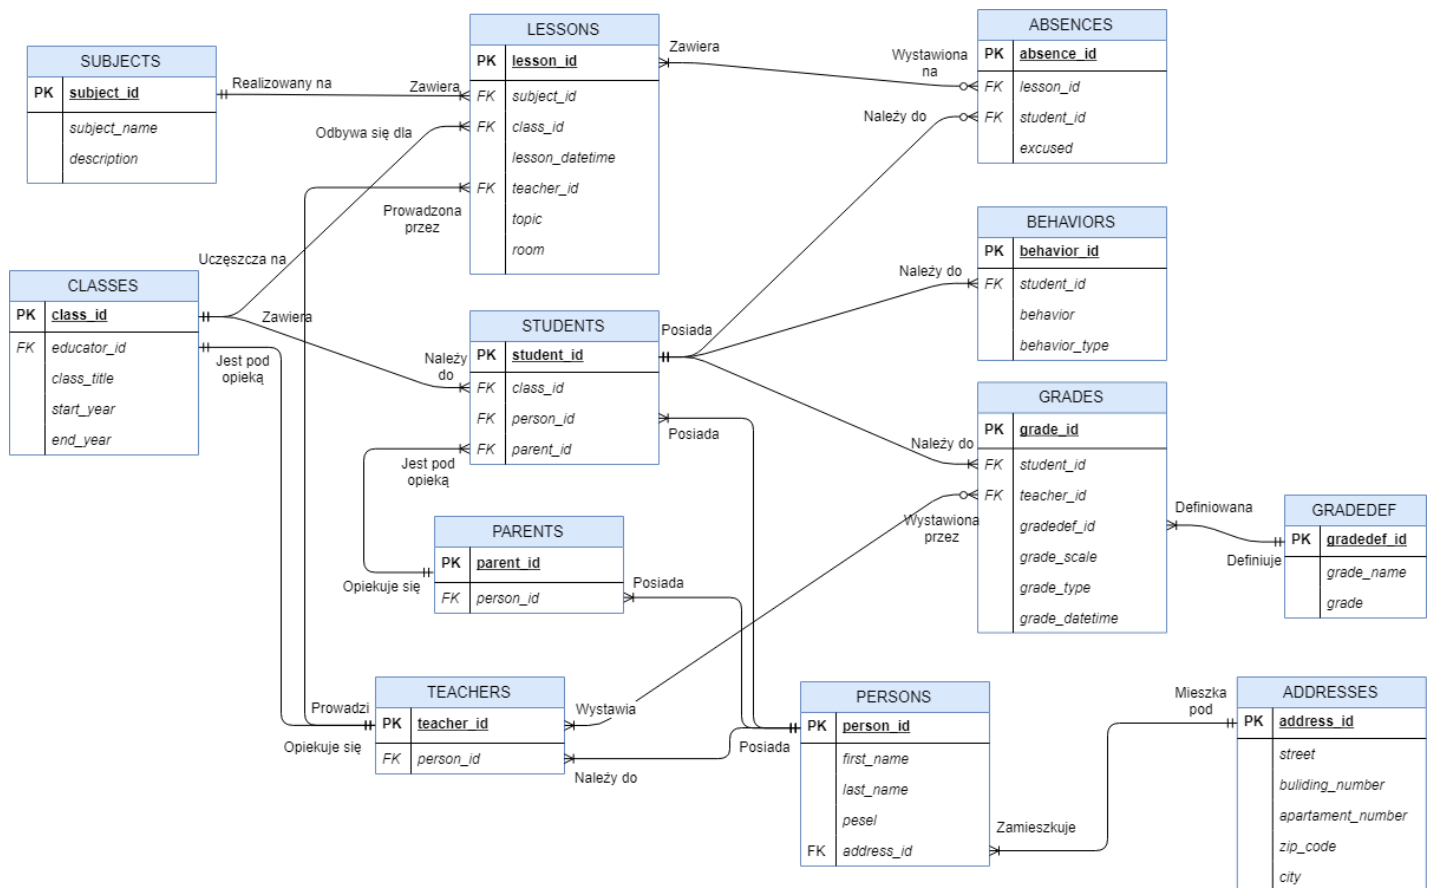 SUBJECTS
PK subject_id
subject_name
description
Realizowany na
Zawiera
LESSONS
PK lesson_id
FK subject_id
FK class_id
lesson_datetime
FK teacher_id
topic
room
Odbywa się dla
Prowadzona
przez
Zawiera
Wystawiona
na
Należy do
ABSENCES
PK absence_id
FK lesson_id
FK student_id
excused
BEHAVIORS
PK behavior_id
FK student_id
behavior
behavior_type
Należy do
Uczęszcza na
CLASSES
PK class_id
FK educator_id
class_title
start_year
end_year
Zawiera
Jest pod
opieką
Należy
do
STUDENTS
PK student_id
FK class_id
FK person_id
FK parent_id
Posiada
Posiada
Jest pod
opieką
GRADES
PK grade_id
FK student_id
FK teacher_id
gradedef_id
grade_scale
grade_type
grade_datetime
Należy do
Wystawiona
przez
Definiowana
Definiuje
GRADEDEF
PK gradedef_id
grade_name
grade
PARENTS
PK parent_id
FK person_id
Opiekuje się
Posiada
TEACHERS
PK teacher_id
FK person_id
Prowadzi
Opiekuje się
Wystawia
Należy do
Posiada
PERSONS
PK person_id
first_name
last_name
pesel
FK address_id
Zamieszkuje
Mieszka
pod
ADDRESSES
PK address_id
street
buliding_number
apartament_number
zip_code
city